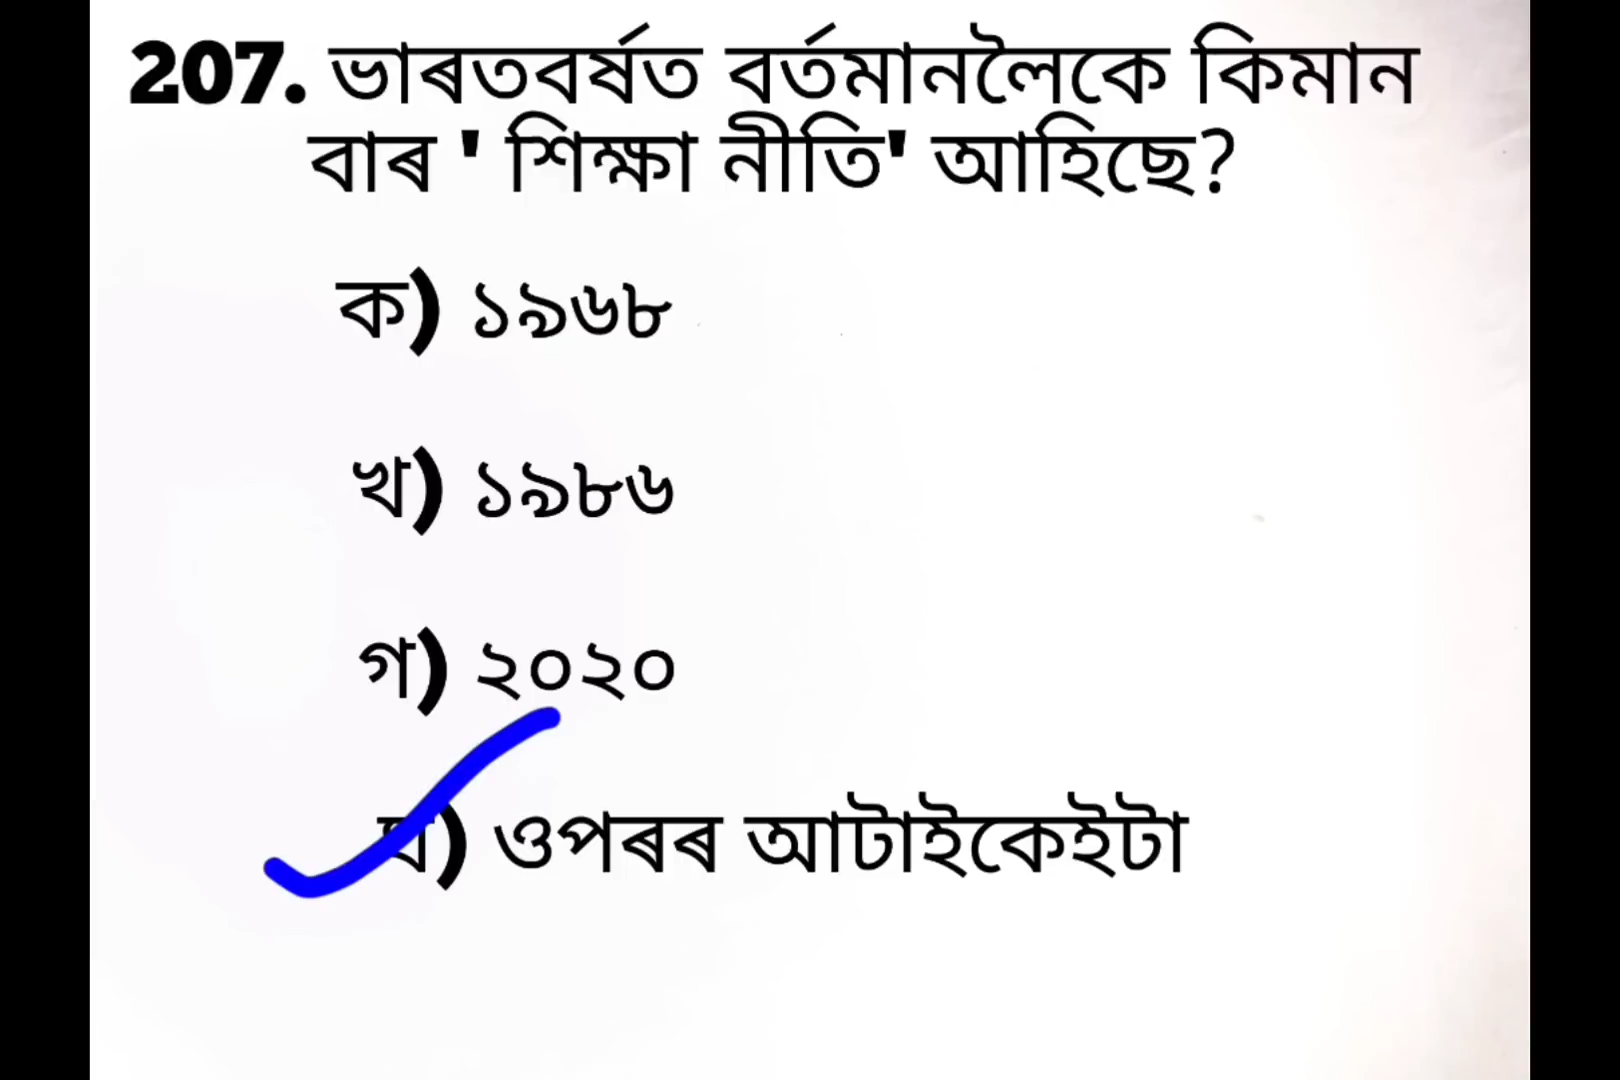 207. ভাৰতবৰ্ষত বৰ্তমানলৈকে কিমান
বাৰ ' শিক্ষা নীতি' আহিছে?
ক) ১৯৬৮
খ) ১৯৮৬
গ) ২০২০
ঘ) ওপৰৰ আটাইকেইটা